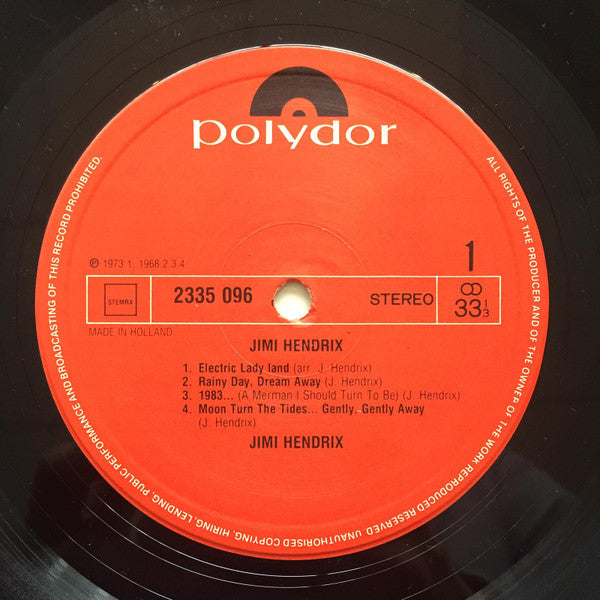 polydor
℗ 1973 1. 1968 2.3.4
1
STEMRA
2335 096
STEREO
33 1/3
MADE IN HOLLAND
JIMI HENDRIX
1. Electric Lady land (arr. J. Hendrix)
2. Rainy Day, Dream Away (J. Hendrix)
3. 1983... (A Merman I Should Turn To Be) (J. Hendrix)
4. Moon Turn The Tides... Gently, Gently Away
(J. Hendrix)
JIMI HENDRIX
ALL RIGHTS OF THE PRODUCER AND OF THE OWNER OF THE WORK REPRODUCED RESERVED. UNAUTHORISED COPYING, HIRING, LENDING, PUBLIC PERFORMANCE AND BROADCASTING OF THIS RECORD PROHIBITED.